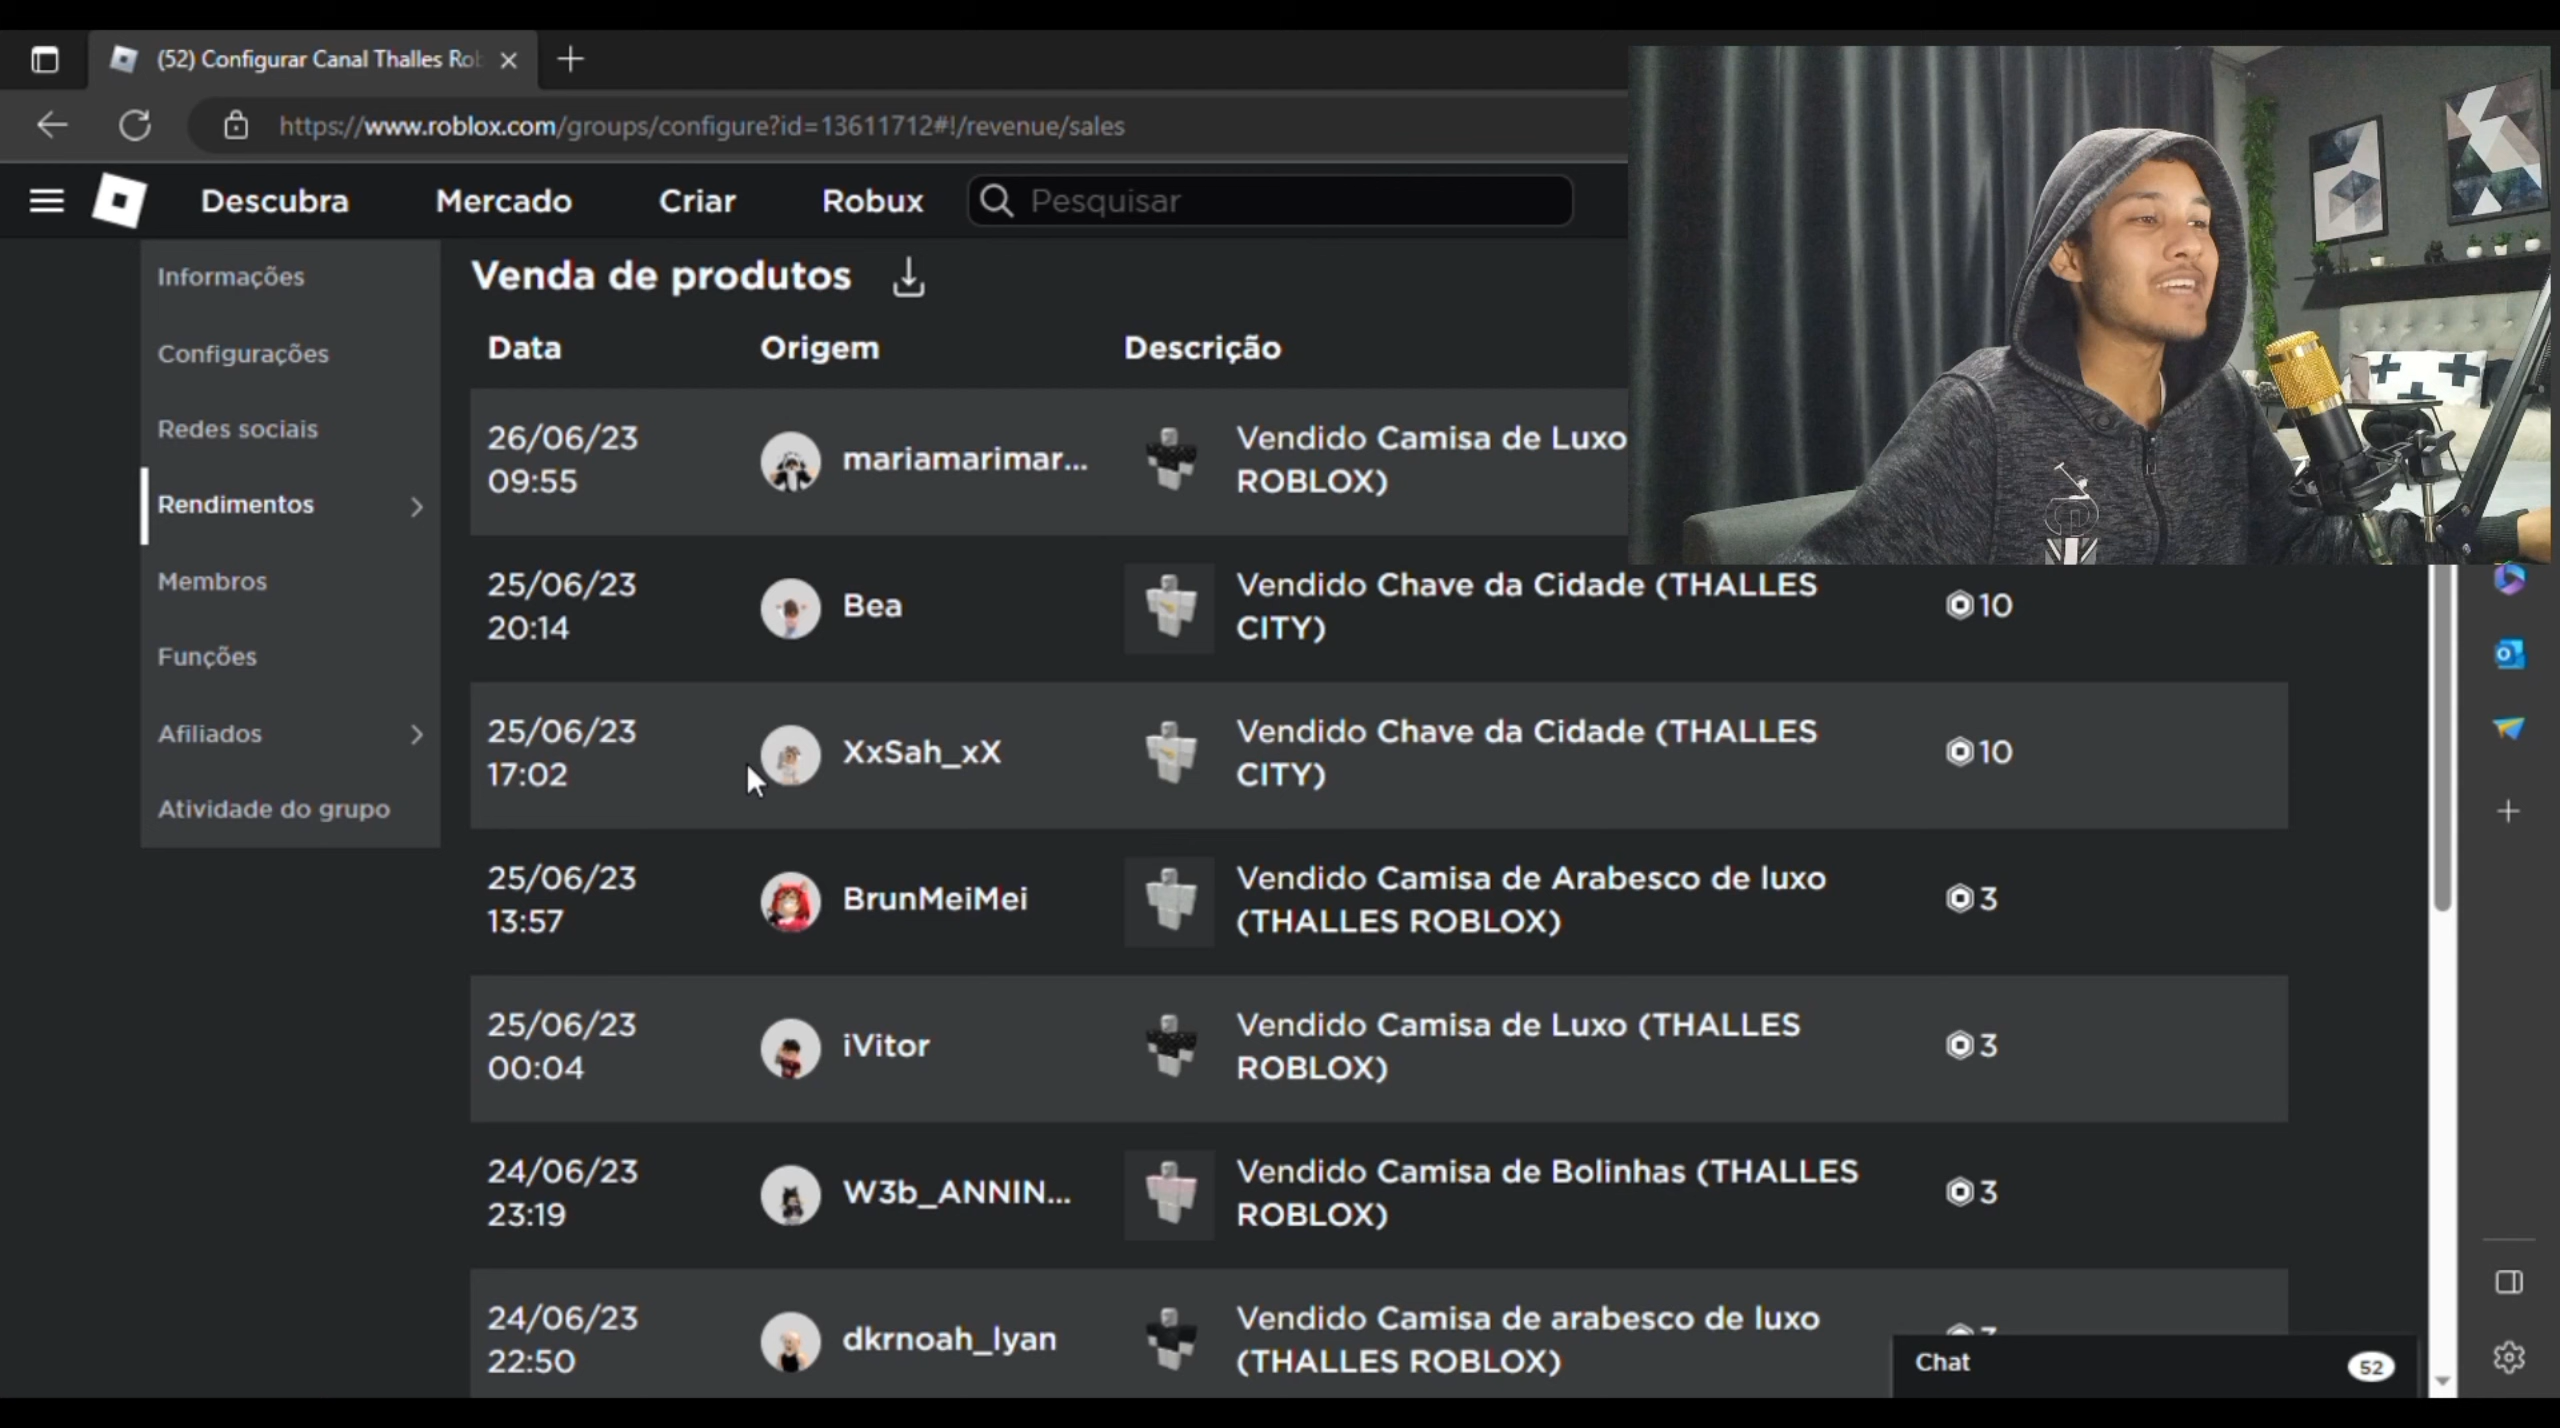 (52) Configurar Canal Thalles Rob
https://www.roblox.com/groups/configure?id=13611712#!/revenue/sales
Descubra Mercado Criar Robux Pesquisar
Informações
Configurações
Redes sociais
Rendimentos
Membros
Funções
Afiliados
Atividade do grupo
Venda de produtos
Data Origem Descrição
26/06/23
09:55
mariamarimar...
Vendido Camisa de Luxo
ROBLOX)
25/06/23
20:14
Bea
Vendido Chave da Cidade (THALLES
CITY)
10
25/06/23
17:02
XxSah_xX
Vendido Chave da Cidade (THALLES
CITY)
10
25/06/23
13:57
BrunMeiMei
Vendido Camisa de Arabesco de luxo
(THALLES ROBLOX)
3
25/06/23
00:04
iVitor
Vendido Camisa de Luxo (THALLES
ROBLOX)
3
24/06/23
23:19
W3b_ANNIN...
Vendido Camisa de Bolinhas (THALLES
ROBLOX)
3
24/06/23
22:50
dkrnoah_lyan
Vendido Camisa de arabesco de luxo
(THALLES ROBLOX)
Chat 52